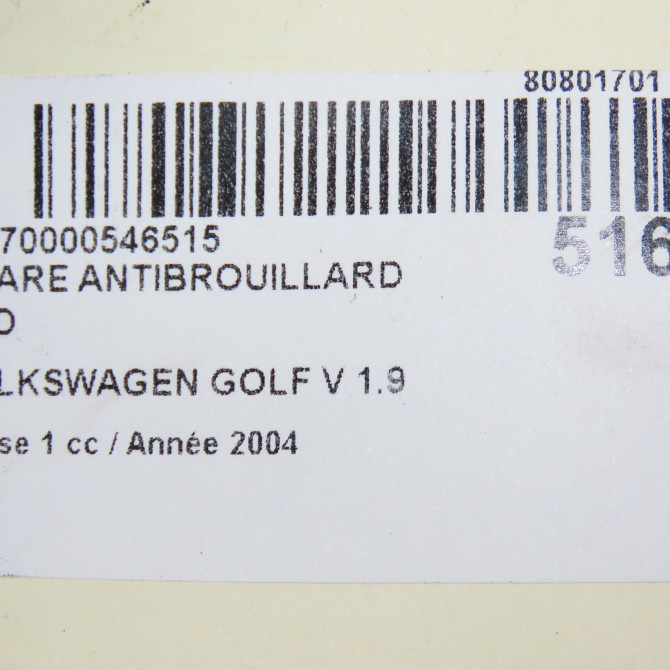 80801701
70000546515
516
ARE ANTIBROUILLARD
D
LKSWAGEN GOLF V 1.9
se 1 cc / Année 2004